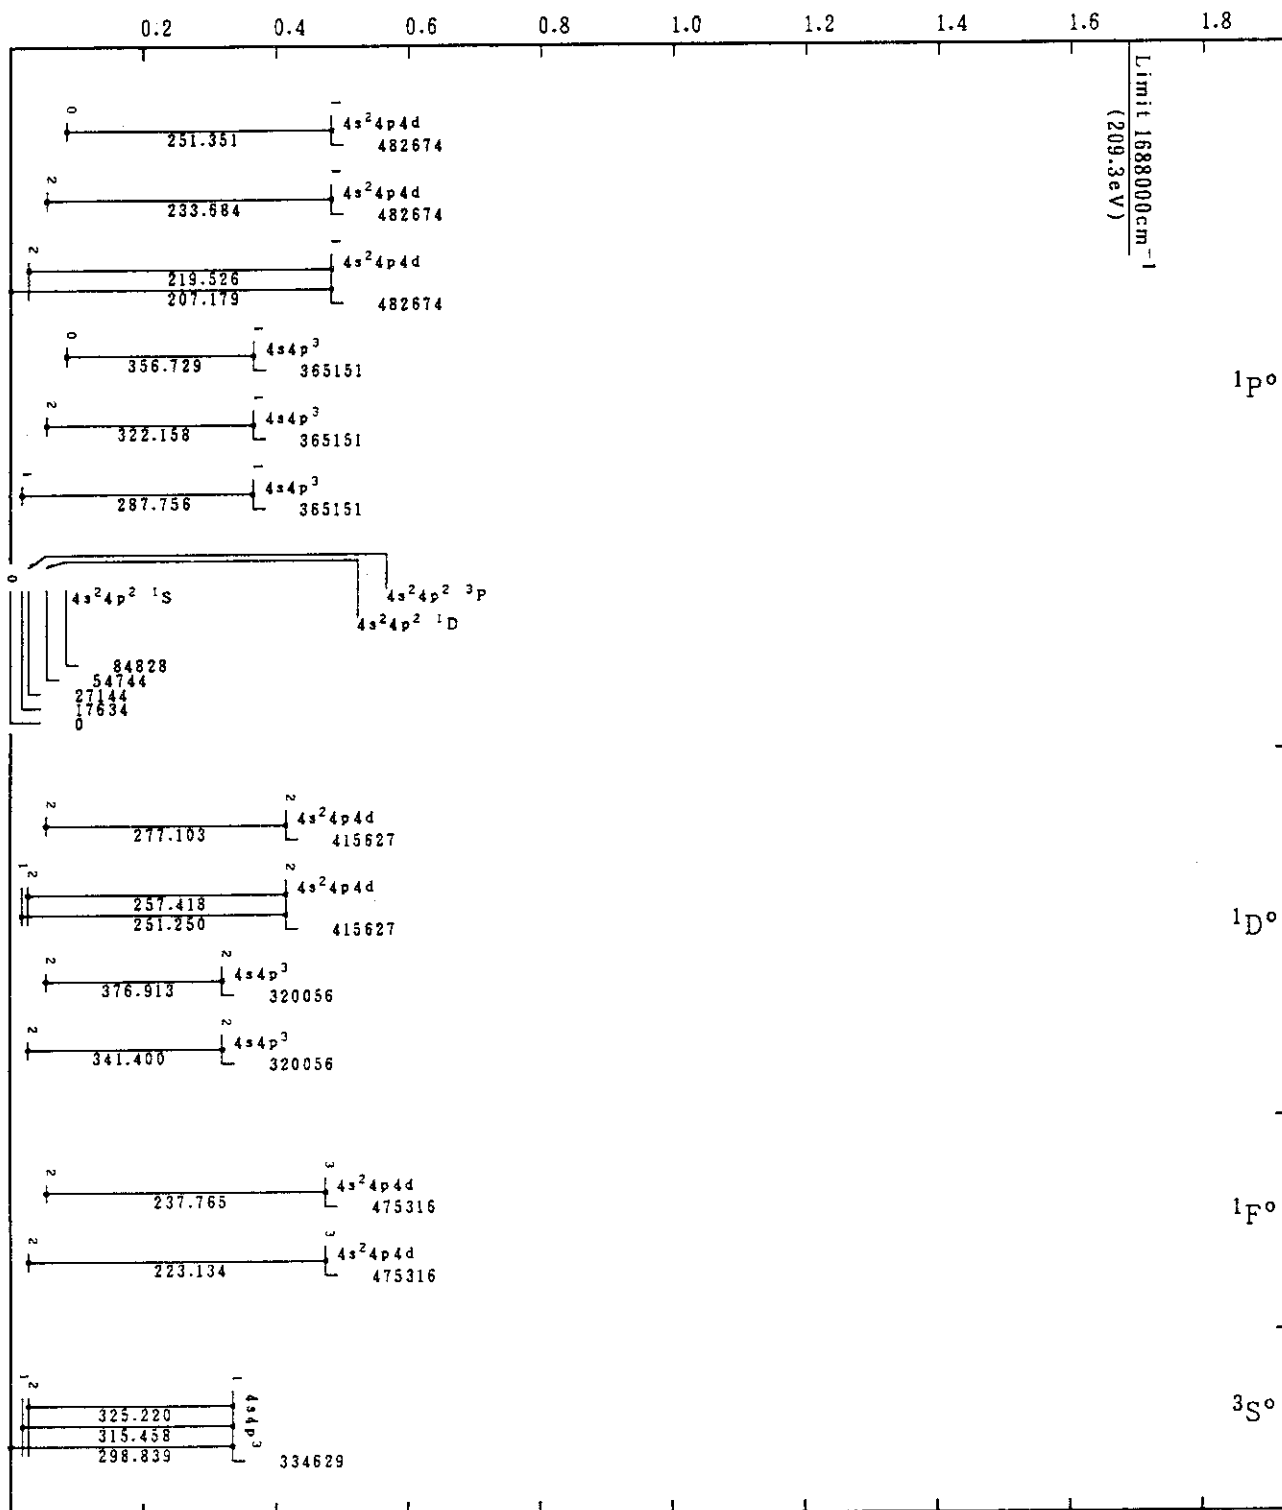 0.2 0.4 0.6 0.8 1.0 1.2 1.4 1.6 1.8
Limit 1688000cm⁻¹
(209.3eV)
0 1 4s²4p4d
251.351 482674
2 1 4s²4p4d
233.684 482674
2 1 4s²4p4d
219.526
207.179 482674
0 1 4s4p³
356.729 365151
¹P°
2 1 4s4p³
322.158 365151
1 1 4s4p³
287.756 365151
0
4s²4p² ¹S 4s²4p² ³P
4s²4p² ¹D
84828
54744
27144
17634
0
2 2 4s²4p4d
277.103 415627
1 2 2 4s²4p4d
257.418
251.250 415627
¹D°
2 2 4s4p³
376.913 320056
2 2 4s4p³
341.400 320056
2 3 4s²4p4d
237.765 475316
¹F°
2 3 4s²4p4d
223.134 475316
1 2 1 4s4p³
325.220
³S°
315.458
298.839 334629